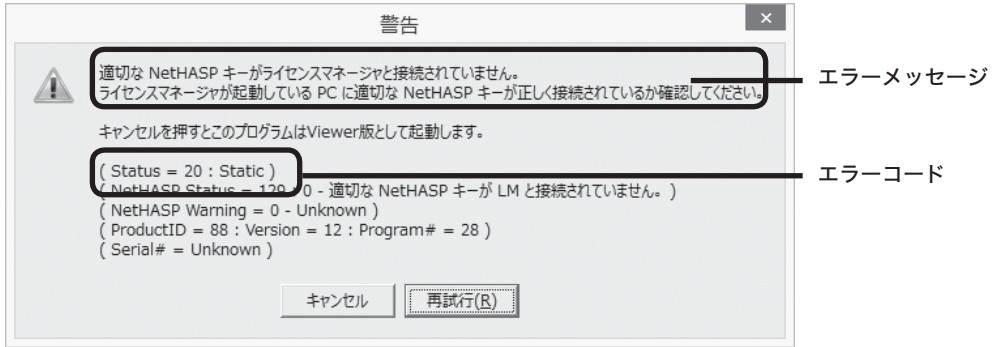 警告
適切な NetHASP キーがライセンスマネージャと接続されていません。
ライセンスマネージャが起動している PC に適切な NetHASP キーが正しく接続されているか確認してください。
エラーメッセージ
キャンセルを押すとこのプログラムはViewer版として起動します。
( Status = 20 : Static )
エラーコード
( NetHASP Status = 129 : 0 - 適切な NetHASP キーが LM と接続されていません。 )
( NetHASP Warning = 0 - Unknown )
( ProductID = 88 : Version = 12 : Program# = 28 )
( Serial# = Unknown )
キャンセル 再試行(R)